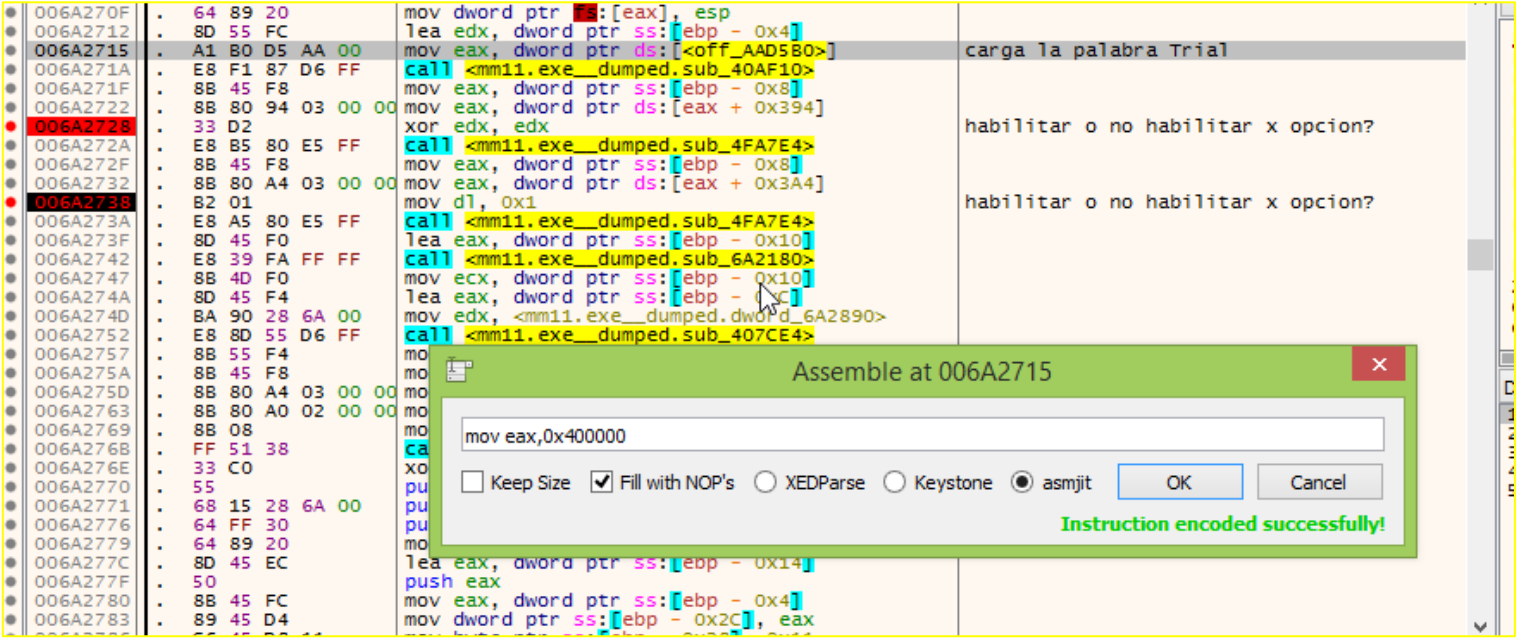 006A270F . 64 89 20 mov dword ptr fs:[eax], esp
006A2712 . 8D 55 FC lea edx, dword ptr ss:[ebp - 0x4]
006A2715 . A1 B0 D5 AA 00 mov eax, dword ptr ds:[<off_AAD5B0>] carga la palabra Trial
006A271A . E8 F1 87 D6 FF call <mm11.exe__dumped.sub_40AF10>
006A271F . 8B 45 F8 mov eax, dword ptr ss:[ebp - 0x8]
006A2722 . 8B 80 94 03 00 00 mov eax, dword ptr ds:[eax + 0x394]
006A2728 . 33 D2 xor edx, edx habilitar o no habilitar x opcion?
006A272A . E8 B5 80 E5 FF call <mm11.exe__dumped.sub_4FA7E4>
006A272F . 8B 45 F8 mov eax, dword ptr ss:[ebp - 0x8]
006A2732 . 8B 80 A4 03 00 00 mov eax, dword ptr ds:[eax + 0x3A4]
006A2738 . B2 01 mov dl, 0x1 habilitar o no habilitar x opcion?
006A273A . E8 A5 80 E5 FF call <mm11.exe__dumped.sub_4FA7E4>
006A273F . 8D 45 F0 lea eax, dword ptr ss:[ebp - 0x10]
006A2742 . E8 39 FA FF FF call <mm11.exe__dumped.sub_6A2180>
006A2747 . 8B 4D F0 mov ecx, dword ptr ss:[ebp - 0x10]
006A274A . 8D 45 F4 lea eax, dword ptr ss:[ebp - 0xC]
006A274D . BA 90 28 6A 00 mov edx, <mm11.exe__dumped.dword_6A2890>
006A2752 . E8 8D 55 D6 FF call <mm11.exe__dumped.sub_407CE4>
006A2757 . 8B 55 F4 mo
006A275A . 8B 45 F8 mo
006A275D . 8B 80 A4 03 00 00 mo
006A2763 . 8B 80 A0 02 00 00 mo
006A2769 . 8B 08 mo
006A276B . FF 51 38 ca
006A276E . 33 C0 xo
006A2770 . 55 pu
006A2771 . 68 15 28 6A 00 pu
006A2776 . 64 FF 30 pu
006A2779 . 64 89 20 mo
006A277C . 8D 45 EC lea eax, dword ptr ss:[ebp - 0x14]
006A277F . 50 push eax
006A2780 . 8B 45 FC mov eax, dword ptr ss:[ebp - 0x4]
006A2783 . 89 45 D4 mov dword ptr ss:[ebp - 0x2C], eax
Assemble at 006A2715
mov eax,0x400000
Keep Size Fill with NOP's XEDParse Keystone asmjit OK Cancel
Instruction encoded successfully!